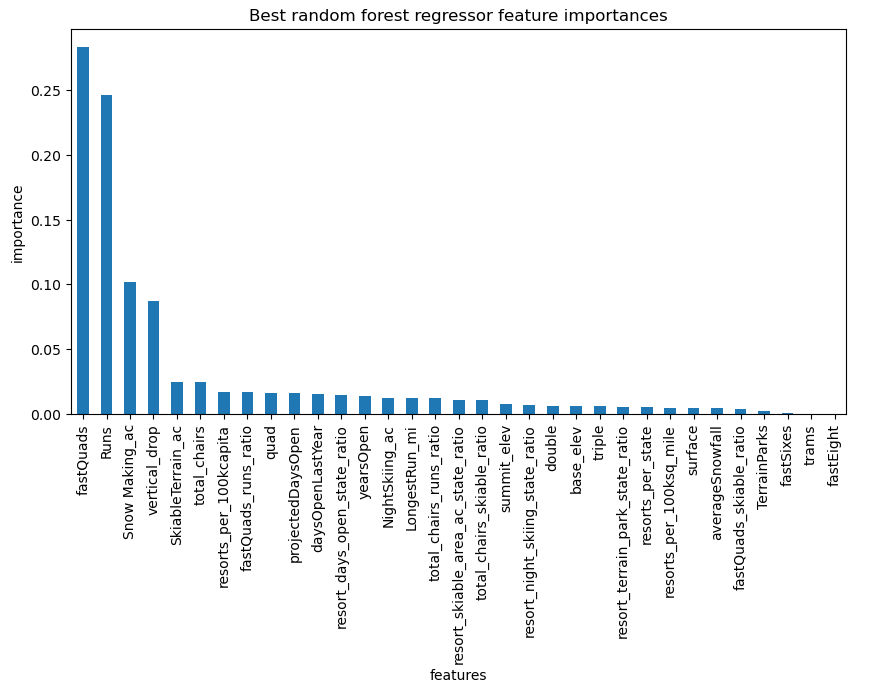 Best random forest regressor feature importances
importance
0.25
0.20
0.15
0.10
0.05
0.00
fastQuads
Runs
Snow Making_ac
vertical_drop
SkiableTerrain_ac
total_chairs
resorts_per_100kcapita
fastQuads_runs_ratio
quad
projectedDaysOpen
daysOpenLastYear
resort_days_open_state_ratio
yearsOpen
NightSkiing_ac
LongestRun_mi
total_chairs_runs_ratio
resort_skiable_area_ac_state_ratio
total_chairs_skiable_ratio
summit_elev
resort_night_skiing_state_ratio
double
base_elev
triple
resort_terrain_park_state_ratio
resorts_per_state
resorts_per_100ksq_mile
surface
averageSnowfall
fastQuads_skiable_ratio
TerrainParks
fastSixes
trams
fastEight
features